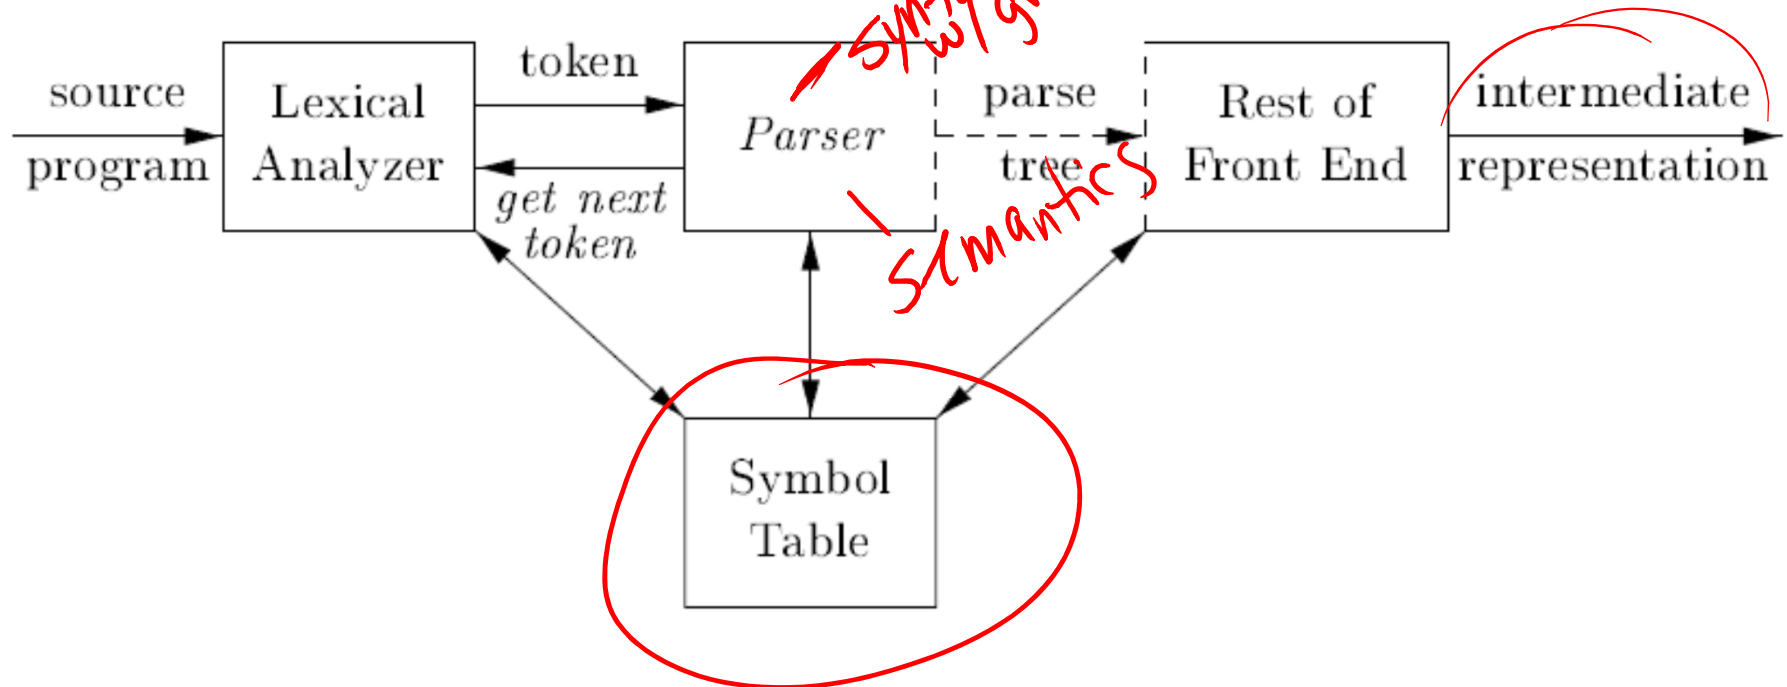 source
program
Lexical
Analyzer
token
get next
token
Parser
w/
parse
tree
semantics
Rest of
Front End
intermediate
representation
Symbol
Table